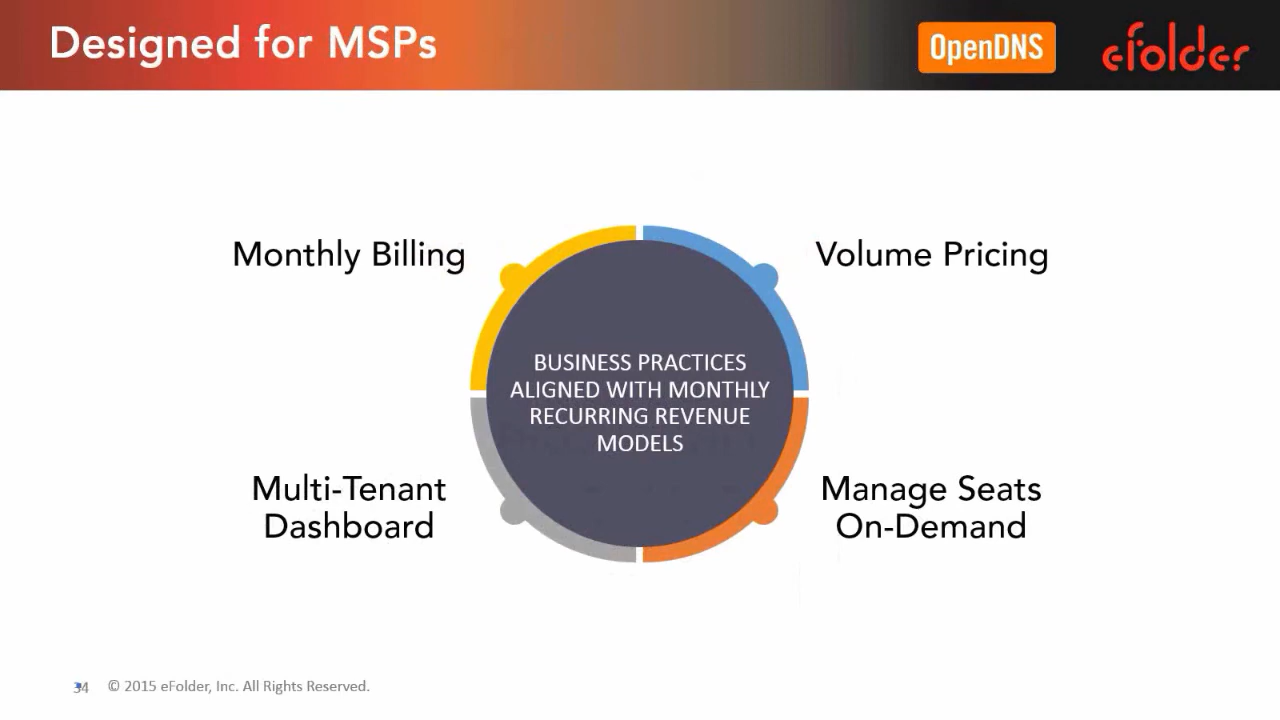 Designed for MSPs
OpenDNS
efolder
Monthly Billing
Volume Pricing
BUSINESS PRACTICES
ALIGNED WITH MONTHLY
RECURRING REVENUE
MODELS
Multi-Tenant
Dashboard
Manage Seats
On-Demand
34
© 2015 eFolder, Inc. All Rights Reserved.